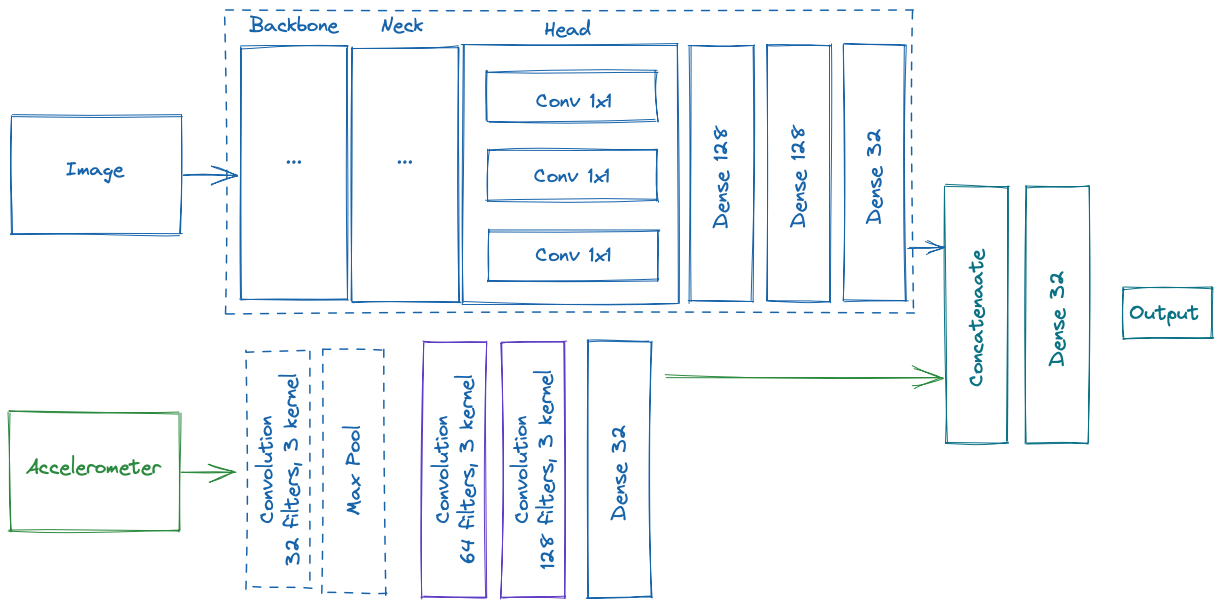 Backbone
Neck
Head
Image
...
...
Conv 1x1
Conv 1x1
Conv 1x1
Dense 128
Dense 128
Dense 32
Accelerometer
Convolution
32 filters, 3 kernel
Max Pool
Convolution
64 filters, 3 kernel
Convolution
128 filters, 3 kernel
Dense 32
Concatenaate
Dense 32
Output